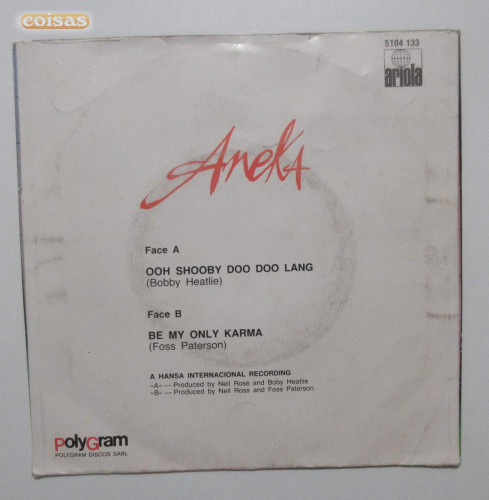 coisas
5104 133
ariola
Aneka
Face A
OOH SHOOBY DOO DOO LANG
(Bobby Heatlie)
Face B
BE MY ONLY KARMA
(Foss Paterson)
A HANSA INTERNACIONAL RECORDING
«A» — Produced by Neil Ross and Boby Heatlie
«B» — Produced by Neil Ross and Foss Paterson
PolyGram
POLYGRAM DISCOS SARL